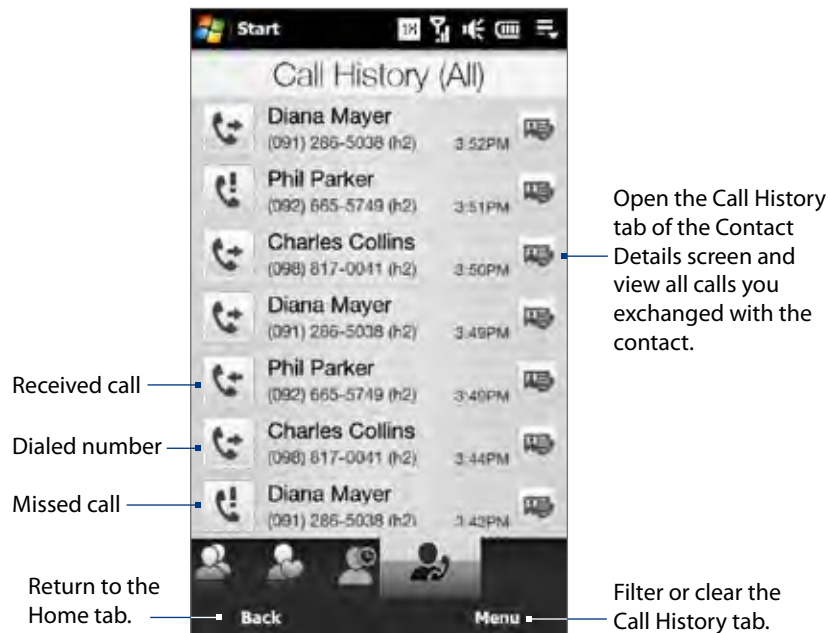 Start
1X
Call History (All)
Diana Mayer
(091) 286-5038 (h2) 3:52PM
Phil Parker
(092) 665-5749 (h2) 3:51PM
Charles Collins
(098) 817-0041 (h2) 3:50PM
Diana Mayer
(091) 286-5038 (h2) 3:49PM
Phil Parker
(092) 665-5749 (h2) 3:49PM
Charles Collins
(098) 817-0041 (h2) 3:44PM
Diana Mayer
(091) 286-5038 (h2) 3:43PM
Back
Menu
Received call
Dialed number
Missed call
Return to the
Home tab.
Open the Call History
tab of the Contact
Details screen and
view all calls you
exchanged with the
contact.
Filter or clear the
Call History tab.